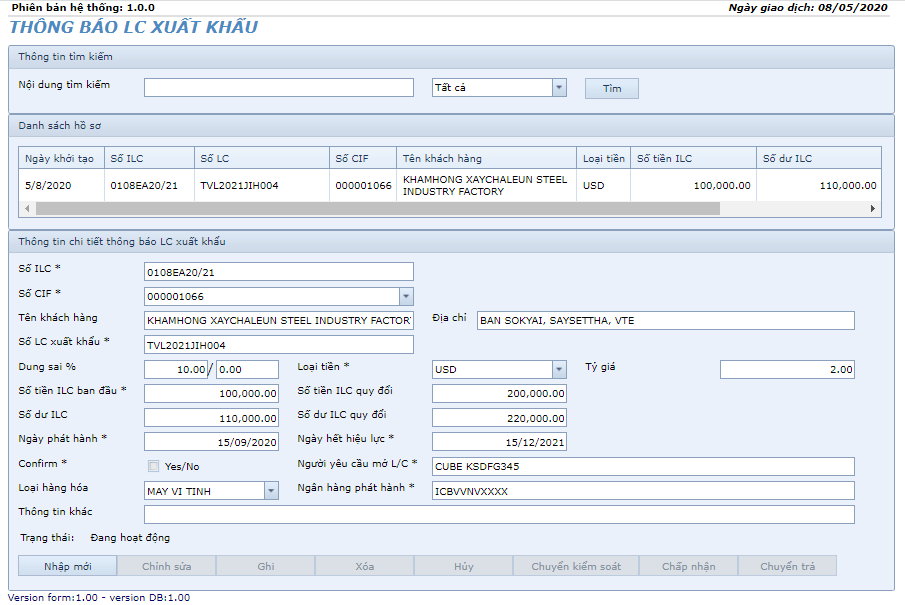 Phiên bản hệ thống: 1.0.0 Ngày giao dịch: 08/05/2020
THÔNG BÁO LC XUẤT KHẨU
Thông tin tìm kiếm
Nội dung tìm kiếm Tất cả Tìm
Danh sách hồ sơ
Ngày khởi tạo Số ILC Số LC Số CIF Tên khách hàng Loại tiền Số tiền ILC Số dư ILC
5/8/2020 0108EA20/21 TVL2021JIH004 000001066 KHAMHONG XAYCHALEUN STEEL INDUSTRY FACTORY USD 100,000.00 110,000.00
Thông tin chi tiết thông báo LC xuất khẩu
Số ILC * 0108EA20/21
Số CIF * 000001066
Tên khách hàng KHAMHONG XAYCHALEUN STEEL INDUSTRY FACTOR Địa chỉ BAN SOKYAI, SAYSETTHA, VTE
Số LC xuất khẩu * TVL2021JIH004
Dung sai % 10.00 / 0.00 Loại tiền * USD Tỷ giá 2.00
Số tiền ILC ban đầu * 100,000.00 Số tiền ILC quy đổi 200,000.00
Số dư ILC 110,000.00 Số dư ILC quy đổi 220,000.00
Ngày phát hành * 15/09/2020 Ngày hết hiệu lực * 15/12/2021
Confirm * Yes/No Người yêu cầu mở L/C * CUBE KSDFG345
Loại hàng hóa MAY VI TINH Ngân hàng phát hành * ICBVVNVXXXX
Thông tin khác
Trạng thái: Đang hoạt động
Nhập mới Chỉnh sửa Ghi Xóa Hủy Chuyển kiểm soát Chấp nhận Chuyển trả
Version form:1.00 - version DB:1.00